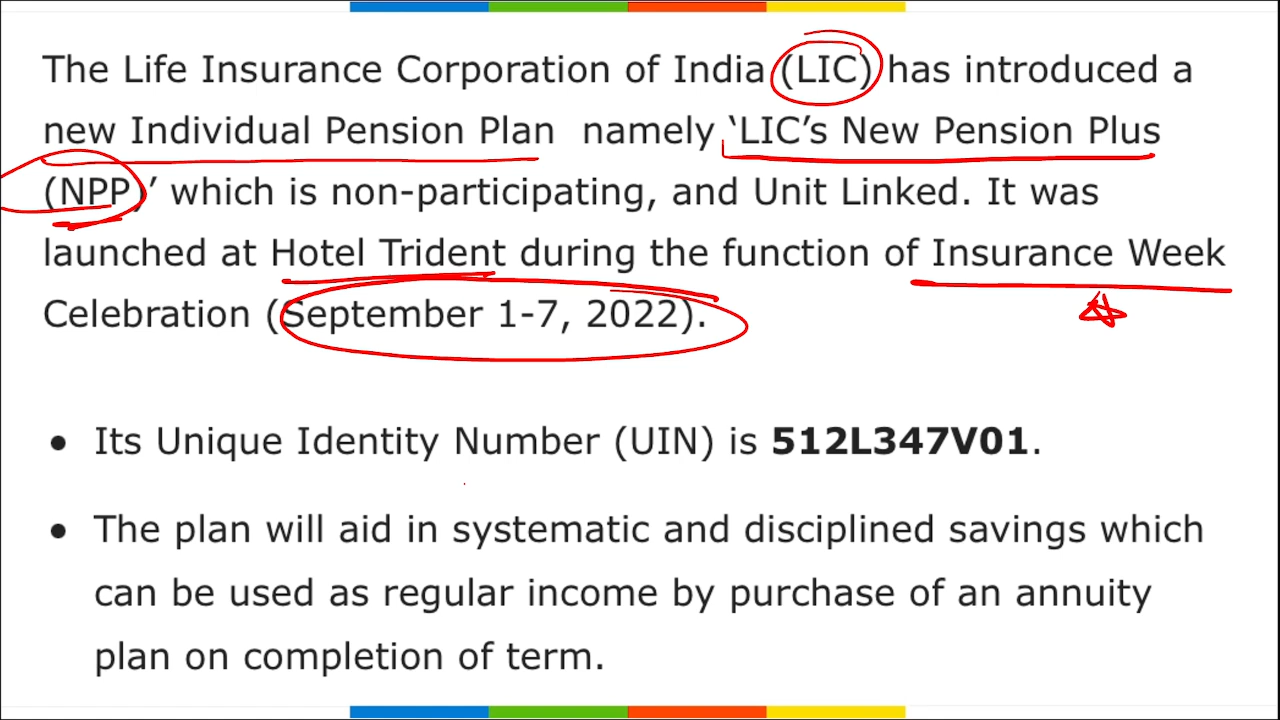 The Life Insurance Corporation of India (LIC) has introduced a
new Individual Pension Plan namely ‘LIC’s New Pension Plus
(NPP)’ which is non-participating, and Unit Linked. It was
launched at Hotel Trident during the function of Insurance Week
Celebration (September 1-7, 2022).
• Its Unique Identity Number (UIN) is 512L347V01.
• The plan will aid in systematic and disciplined savings which
can be used as regular income by purchase of an annuity
plan on completion of term.